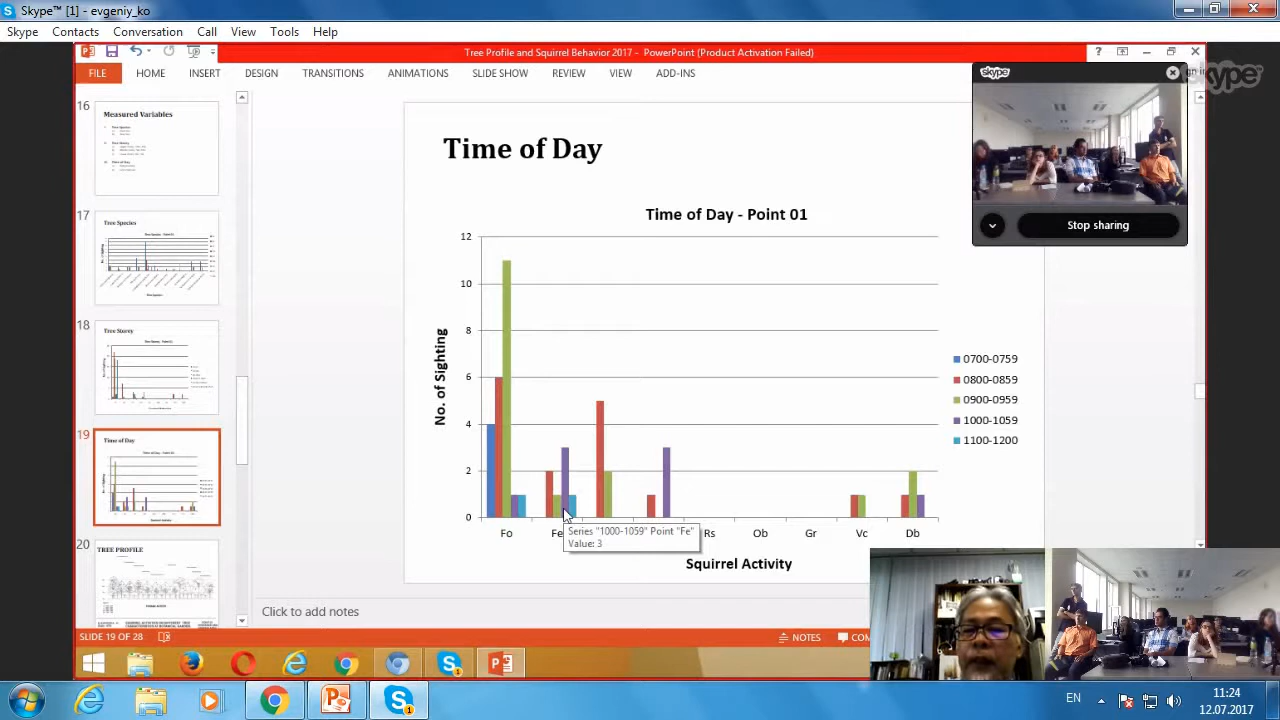 Skype™ [1] - evgeniy_ko
Skype Contacts Conversation Call View Tools Help
Tree Profile and Squirrel Behavior 2017 - PowerPoint (Product Activation Failed)
FILE HOME INSERT DESIGN TRANSITIONS ANIMATIONS SLIDE SHOW REVIEW VIEW ADD-INS
skype
Stop sharing
16
Measured Variables
17
Tree Species
18
Tree Storey
19
Time of Day
20
TREE PROFILE
Time of Day
Time of Day - Point 01
No. of Sighting
12
10
8
6
4
2
0
Fo Fe Rs Ob Gr Vc Db
Series "1000-1059" Point "Fe"
Value: 3
Squirrel Activity
0700-0759
0800-0859
0900-0959
1000-1059
1100-1200
Click to add notes
SLIDE 19 OF 28
NOTES
EN
11:24
12.07.2017